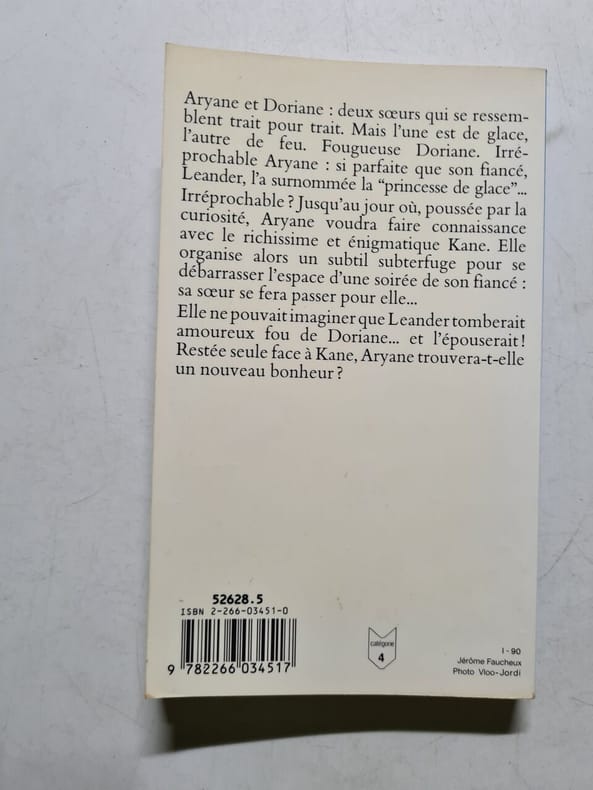 Aryane et Doriane : deux sœurs qui se ressem-
blent trait pour trait. Mais l'une est de glace,
l'autre de feu. Fougueuse Doriane. Irré-
prochable Aryane : si parfaite que son fiancé,
Leander, l'a surnommée la "princesse de glace"...
Irréprochable ? Jusqu'au jour où, poussée par la
curiosité, Aryane voudra faire connaissance
avec le richissime et énigmatique Kane. Elle
organise alors un subtil subterfuge pour se
débarrasser l'espace d'une soirée de son fiancé :
sa sœur se fera passer pour elle...
Elle ne pouvait imaginer que Leander tomberait
amoureux fou de Doriane... et l'épouserait !
Restée seule face à Kane, Aryane trouvera-t-elle
un nouveau bonheur ?
52628.5
ISBN 2-266-03451-0
9 782266 034517
catégorie
4
I - 90
Jérôme Faucheux
Photo Vloo-Jordi